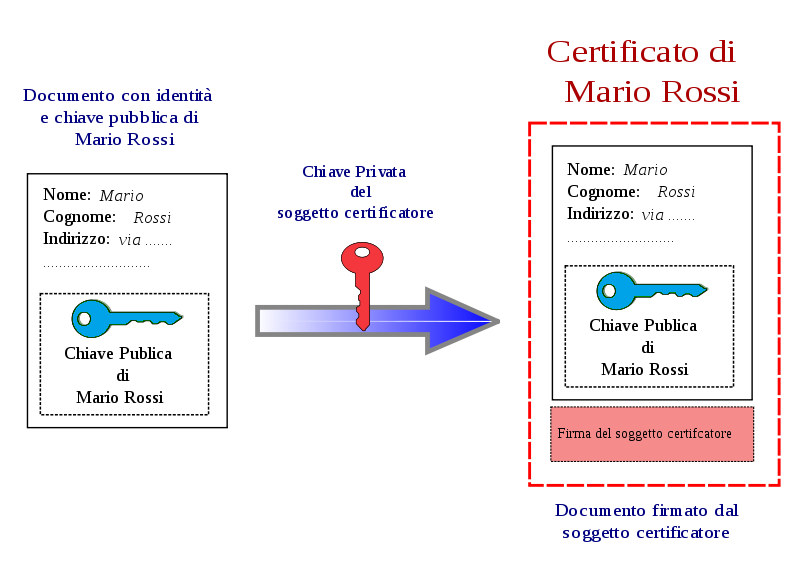 Documento con identità
e chiave pubblica di
Mario Rossi
Nome: Mario
Cognome: Rossi
Indirizzo: via .......
...........................
Chiave Publica
di
Mario Rossi
Chiave Privata
del
soggetto certificatore
Certificato di
Mario Rossi
Nome: Mario
Cognome: Rossi
Indirizzo: via .......
...........................
Chiave Publica
di
Mario Rossi
Firma del soggetto certifcatore
Documento firmato dal
soggetto certificatore